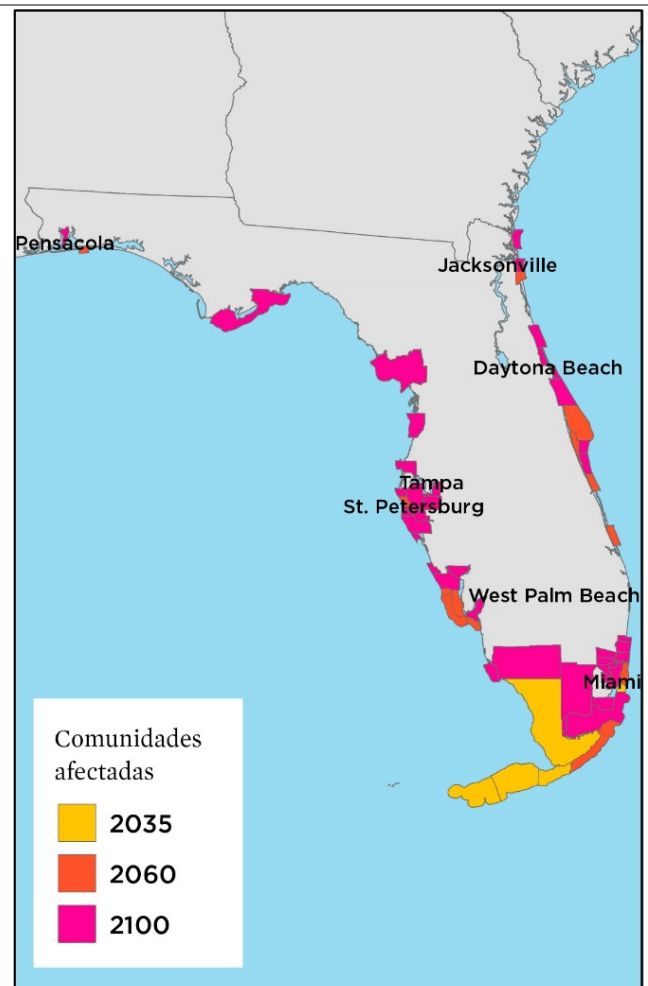 Pensacola
Jacksonville
Daytona Beach
Tampa
St. Petersburg
West Palm Beach
Miami
Comunidades
afectadas
2035
2060
2100